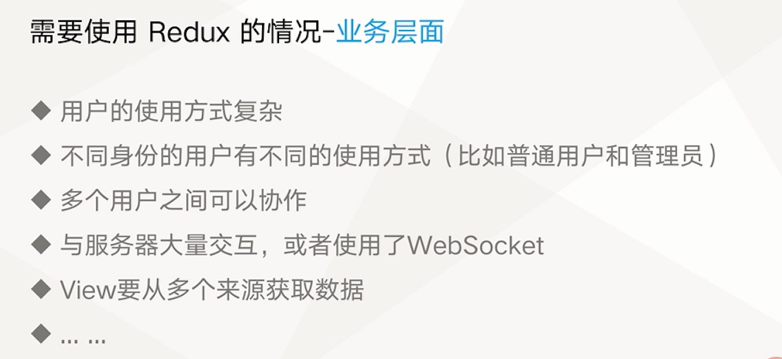 需要使用 Redux 的情况-业务层面
◆ 用户的使用方式复杂
◆ 不同身份的用户有不同的使用方式（比如普通用户和管理员）
◆ 多个用户之间可以协作
◆ 与服务器大量交互，或者使用了WebSocket
◆ View要从多个来源获取数据
◆ ... ...